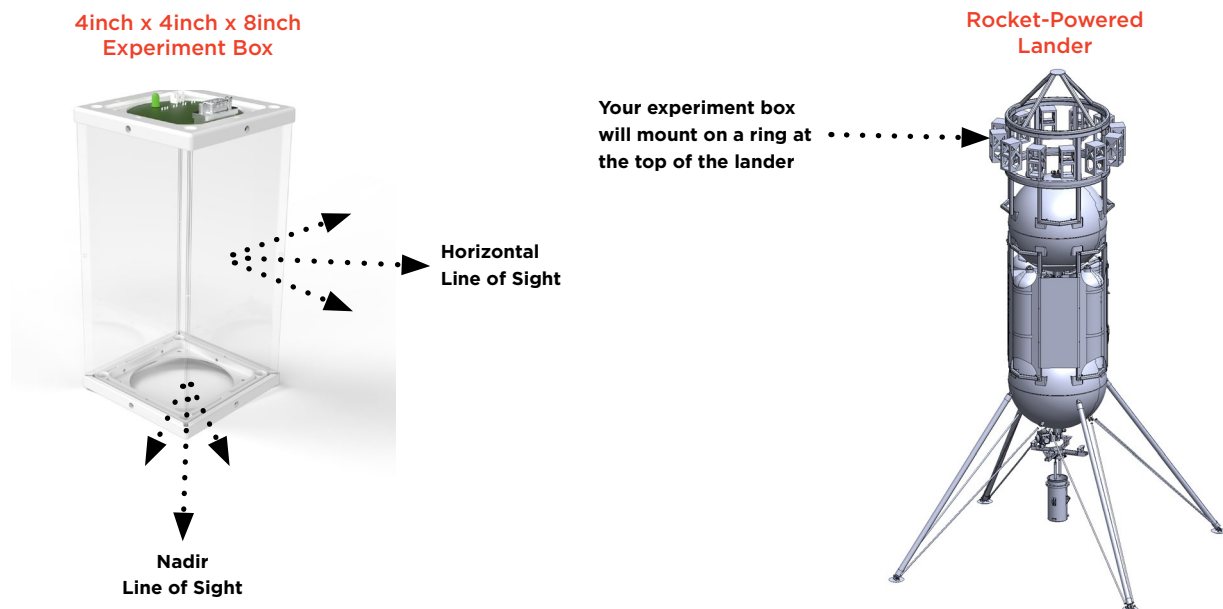 4inch x 4inch x 8inch
Experiment Box
Horizontal
Line of Sight
Nadir
Line of Sight
Rocket-Powered
Lander
Your experiment box
will mount on a ring at
the top of the lander